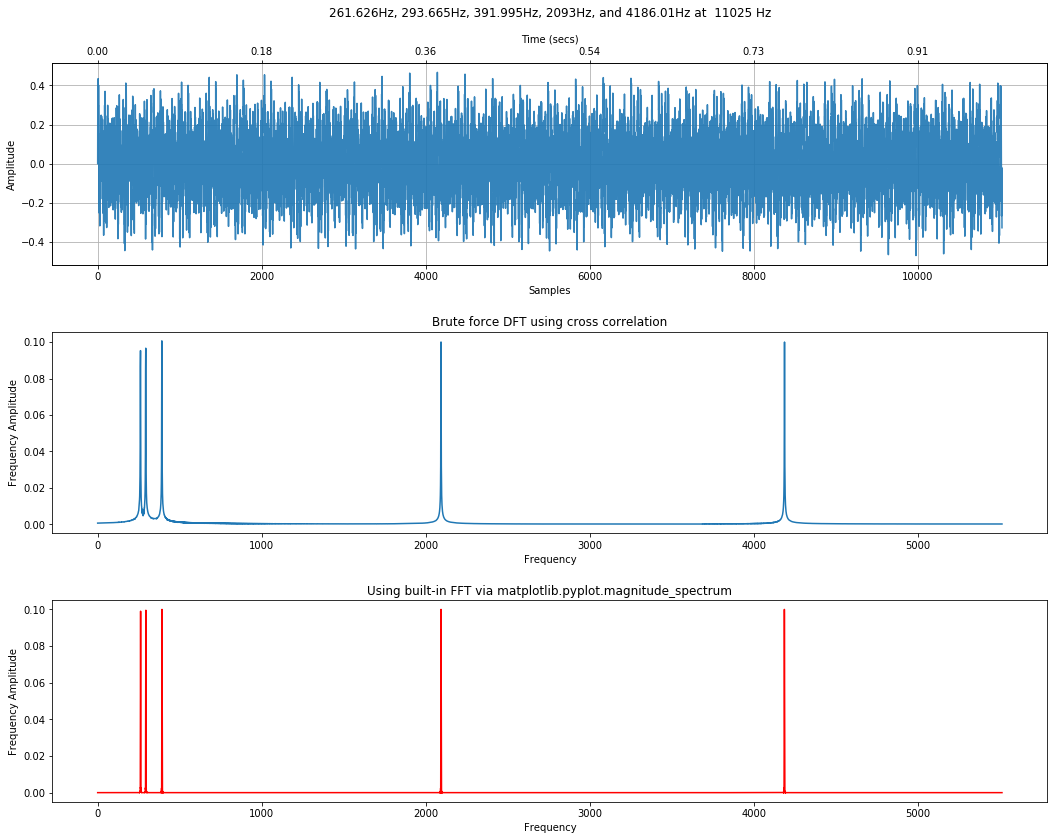 261.626Hz, 293.665Hz, 391.995Hz, 2093Hz, and 4186.01Hz at  11025 Hz
Time (secs)
0.00 0.18 0.36 0.54 0.73 0.91
Amplitude
0.4
0.2
0.0
−0.2
−0.4
0 2000 4000 6000 8000 10000
Samples
Brute force DFT using cross correlation
Frequency Amplitude
0.10
0.08
0.06
0.04
0.02
0.00
0 1000 2000 3000 4000 5000
Frequency
Using built-in FFT via matplotlib.pyplot.magnitude_spectrum
Frequency Amplitude
0.10
0.08
0.06
0.04
0.02
0.00
0 1000 2000 3000 4000 5000
Frequency